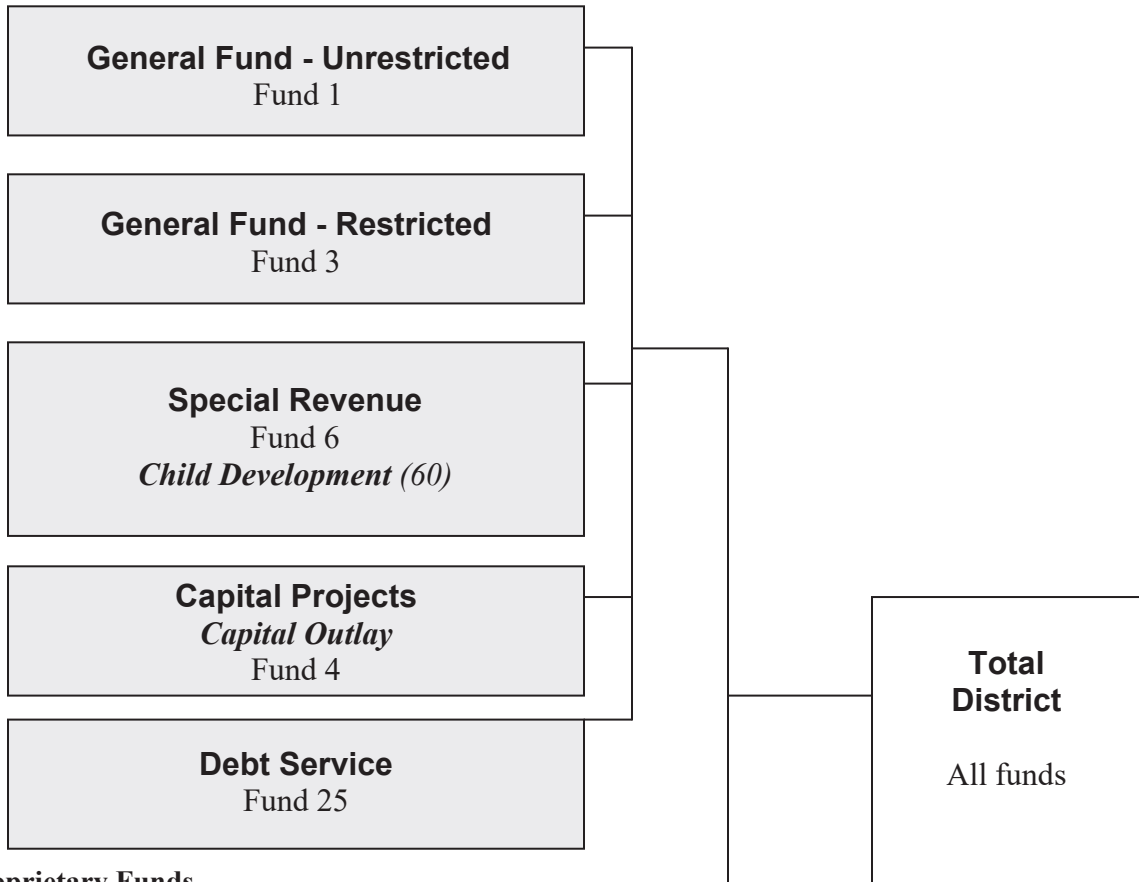 General Fund - Unrestricted
Fund 1
General Fund - Restricted
Fund 3
Special Revenue
Fund 6
Child Development (60)
Capital Projects
Capital Outlay
Fund 4
Total
District
Debt Service
Fund 25
All funds
Funds